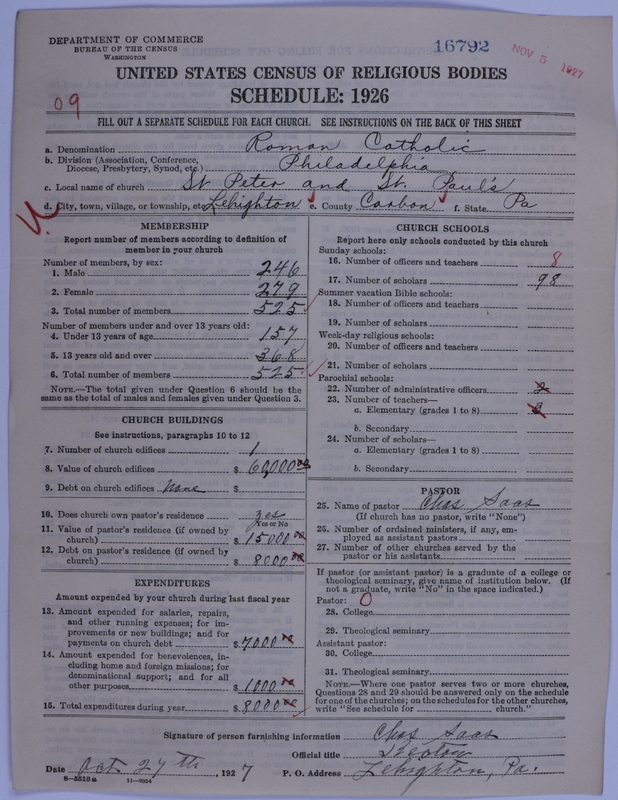 DEPARTMENT OF COMMERCE
BUREAU OF THE CENSUS
WASHINGTON
16792
NOV 5 1927
UNITED STATES CENSUS OF RELIGIOUS BODIES
SCHEDULE: 1926
09
FILL OUT A SEPARATE SCHEDULE FOR EACH CHURCH. SEE INSTRUCTIONS ON THE BACK OF THIS SHEET
a. Denomination Roman Catholic
b. Division (Association, Conference,
Diocese, Presbytery, Synod, etc.) Philadelphia
c. Local name of church St. Peter and St. Paul's
d. City, town, village, or township, etc. Lehighton e. County Carbon f. State Pa
MEMBERSHIP
Report number of members according to definition of
member in your church
Number of members, by sex:
1. Male 246
2. Female 279
3. Total number of members 525
Number of members under and over 13 years old:
4. Under 13 years of age 157
5. 13 years old and over 368
6. Total number of members 525
NOTE.—The total given under Question 6 should be
the same as the total of males and females given under Question 3.
CHURCH BUILDINGS
See instructions, paragraphs 10 to 12
7. Number of church edifices 1
8. Value of church edifices $ 60,000 00
9. Debt on church edifices None $
10. Does church own pastor's residence yes
Yes or No
11. Value of pastor's residence (if owned by
church) $ 15000 00
12. Debt on pastor's residence (if owned by
church) $ 8000 00
EXPENDITURES
Amount expended by your church during last fiscal year
13. Amount expended for salaries, repairs,
and other running expenses; for im-
provements or new buildings; and for
payments on church debt $ 7000 00
14. Amount expended for benevolences, in-
cluding home and foreign missions; for
denominational support; and for all
other purposes $ 1000 00
15. Total expenditures during year $ 8000 00
CHURCH SCHOOLS
Report here only schools conducted by this church
Sunday schools:
16. Number of officers and teachers 8
17. Number of scholars 98
Summer vacation Bible schools:
18. Number of officers and teachers
19. Number of scholars
Week-day religious schools:
20. Number of officers and teachers
21. Number of scholars
Parochial schools:
22. Number of administrative officers 2
23. Number of teachers—
a. Elementary (grades 1 to 8)
b. Secondary
24. Number of scholars—
a. Elementary (grades 1 to 8)
b. Secondary
PASTOR
25. Name of pastor Chas Saas
(If church has no pastor, write "None")
26. Number of ordained ministers, if any, em-
ployed as assistant pastors
27. Number of other churches served by the
pastor or his assistants
If pastor (or assistant pastor) is a graduate of a college or
theological seminary, give name of institution below. (If
not a graduate, write "No" in the space indicated.)
Pastor: 0
28. College
29. Theological seminary
Assistant pastor:
30. College
31. Theological seminary
NOTE.—Where one pastor serves two or more churches,
Questions 28 and 29 should be answered only on the schedule
for one of the churches; on the schedules for the other churches,
write "See schedule for church."
Signature of person furnishing information Chas Saas
Official title Rector
Date Oct 27th, 1927 P. O. Address Lehighton, Pa.
8-5516a 11-9964